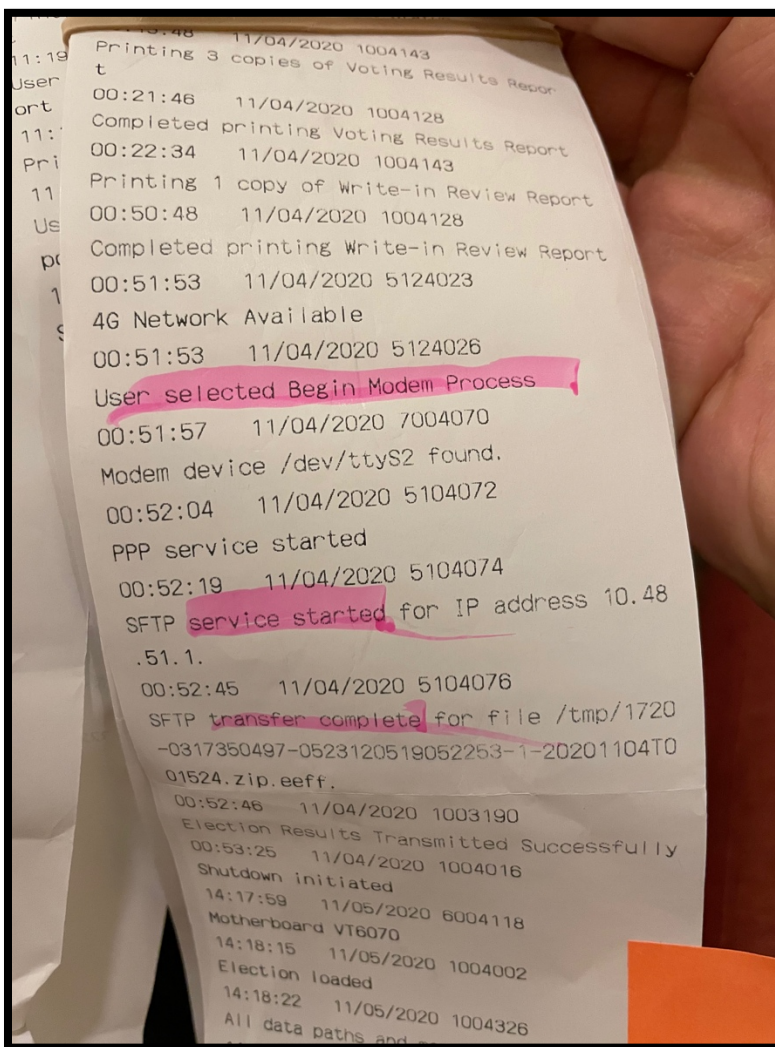 11/04/2020 1004143
Printing 3 copies of Voting Results Repor
t
00:21:46 11/04/2020 1004128
Completed printing Voting Results Report
00:22:34 11/04/2020 1004143
Printing 1 copy of Write-in Review Report
00:50:48 11/04/2020 1004128
Completed printing Write-in Review Report
00:51:53 11/04/2020 5124023
4G Network Available
00:51:53 11/04/2020 5124026
User selected Begin Modem Process
00:51:57 11/04/2020 7004070
Modem device /dev/ttyS2 found.
00:52:04 11/04/2020 5104072
PPP service started
00:52:19 11/04/2020 5104074
SFTP service started for IP address 10.48
.51.1.
00:52:45 11/04/2020 5104076
SFTP transfer complete for file /tmp/1720
-0317350497-0523120519052253-1-20201104T0
01524.zip.eeff.
00:52:46 11/04/2020 1003190
Election Results Transmitted Successfully
00:53:25 11/04/2020 1004016
Shutdown initiated
14:17:59 11/05/2020 6004118
Motherboard VT6070
14:18:15 11/05/2020 1004002
Election loaded
14:18:22 11/05/2020 1004326
All data paths and
11:19
User
ort
11:
Pri
11
Us